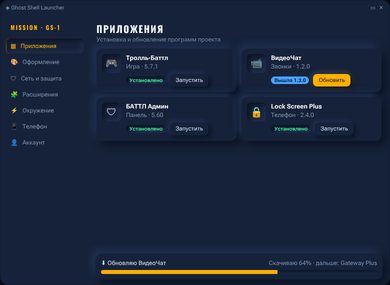 Ghost Shell Launcher
MISSION · GS-1
Приложения
Оформление
Сеть и защита
Расширения
Окружение
Телефон
Аккаунт
ПРИЛОЖЕНИЯ
Установка и обновление программ проекта
Тролль-Баттл
Игра · 5.7.1
Установлено Запустить
ВидеоЧат
Звонки · 1.2.0
Вышла 1.3.0 Обновить
БАТТЛ Админ
Панель · 5.60
Установлено Запустить
Lock Screen Plus
Телефон · 2.4.0
Установлено Запустить
⬇ Обновляю ВидеоЧат
Скачиваю 64% · дальше: Gateway Plus